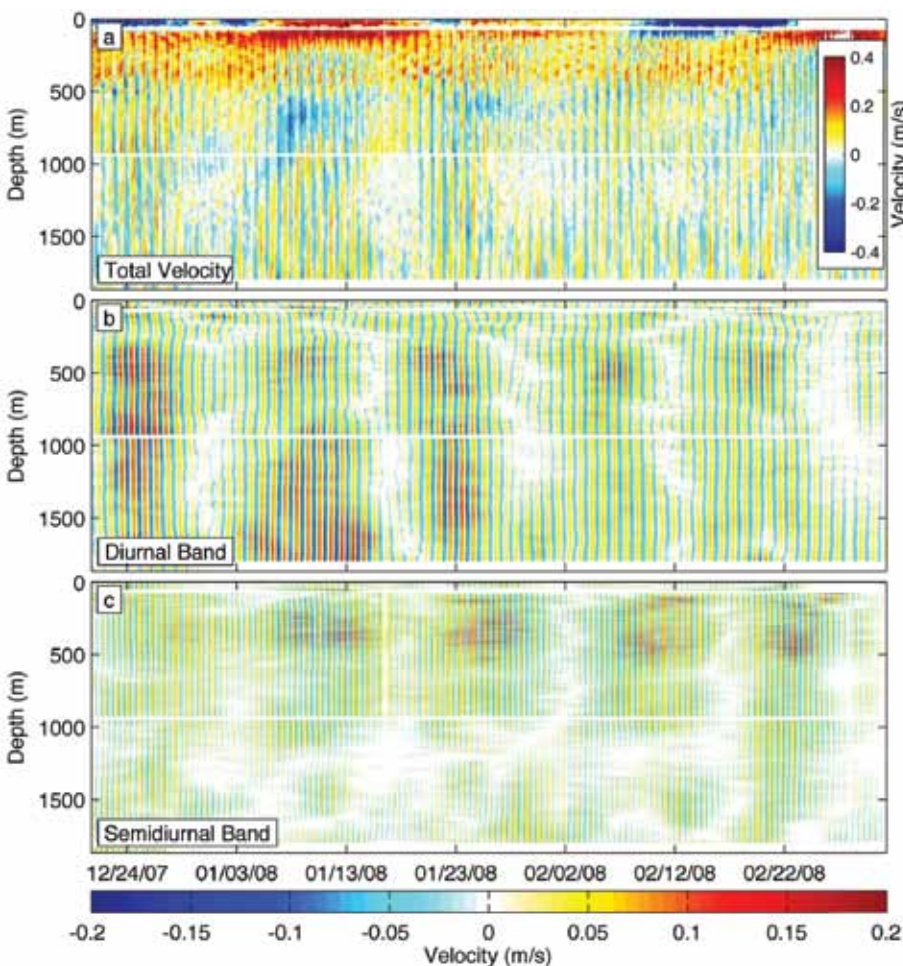 a
0
500
1000
1500
Depth (m)
Total Velocity
0.4
0.2
0
-0.2
-0.4
Velocity (m/s)
b
0
500
1000
1500
Depth (m)
Diurnal Band
c
0
500
1000
1500
Depth (m)
Semidiurnal Band
12/24/07 01/03/08 01/13/08 01/23/08 02/02/08 02/12/08 02/22/08
-0.2 -0.15 -0.1 -0.05 0 0.05 0.1 0.15 0.2
Velocity (m/s)